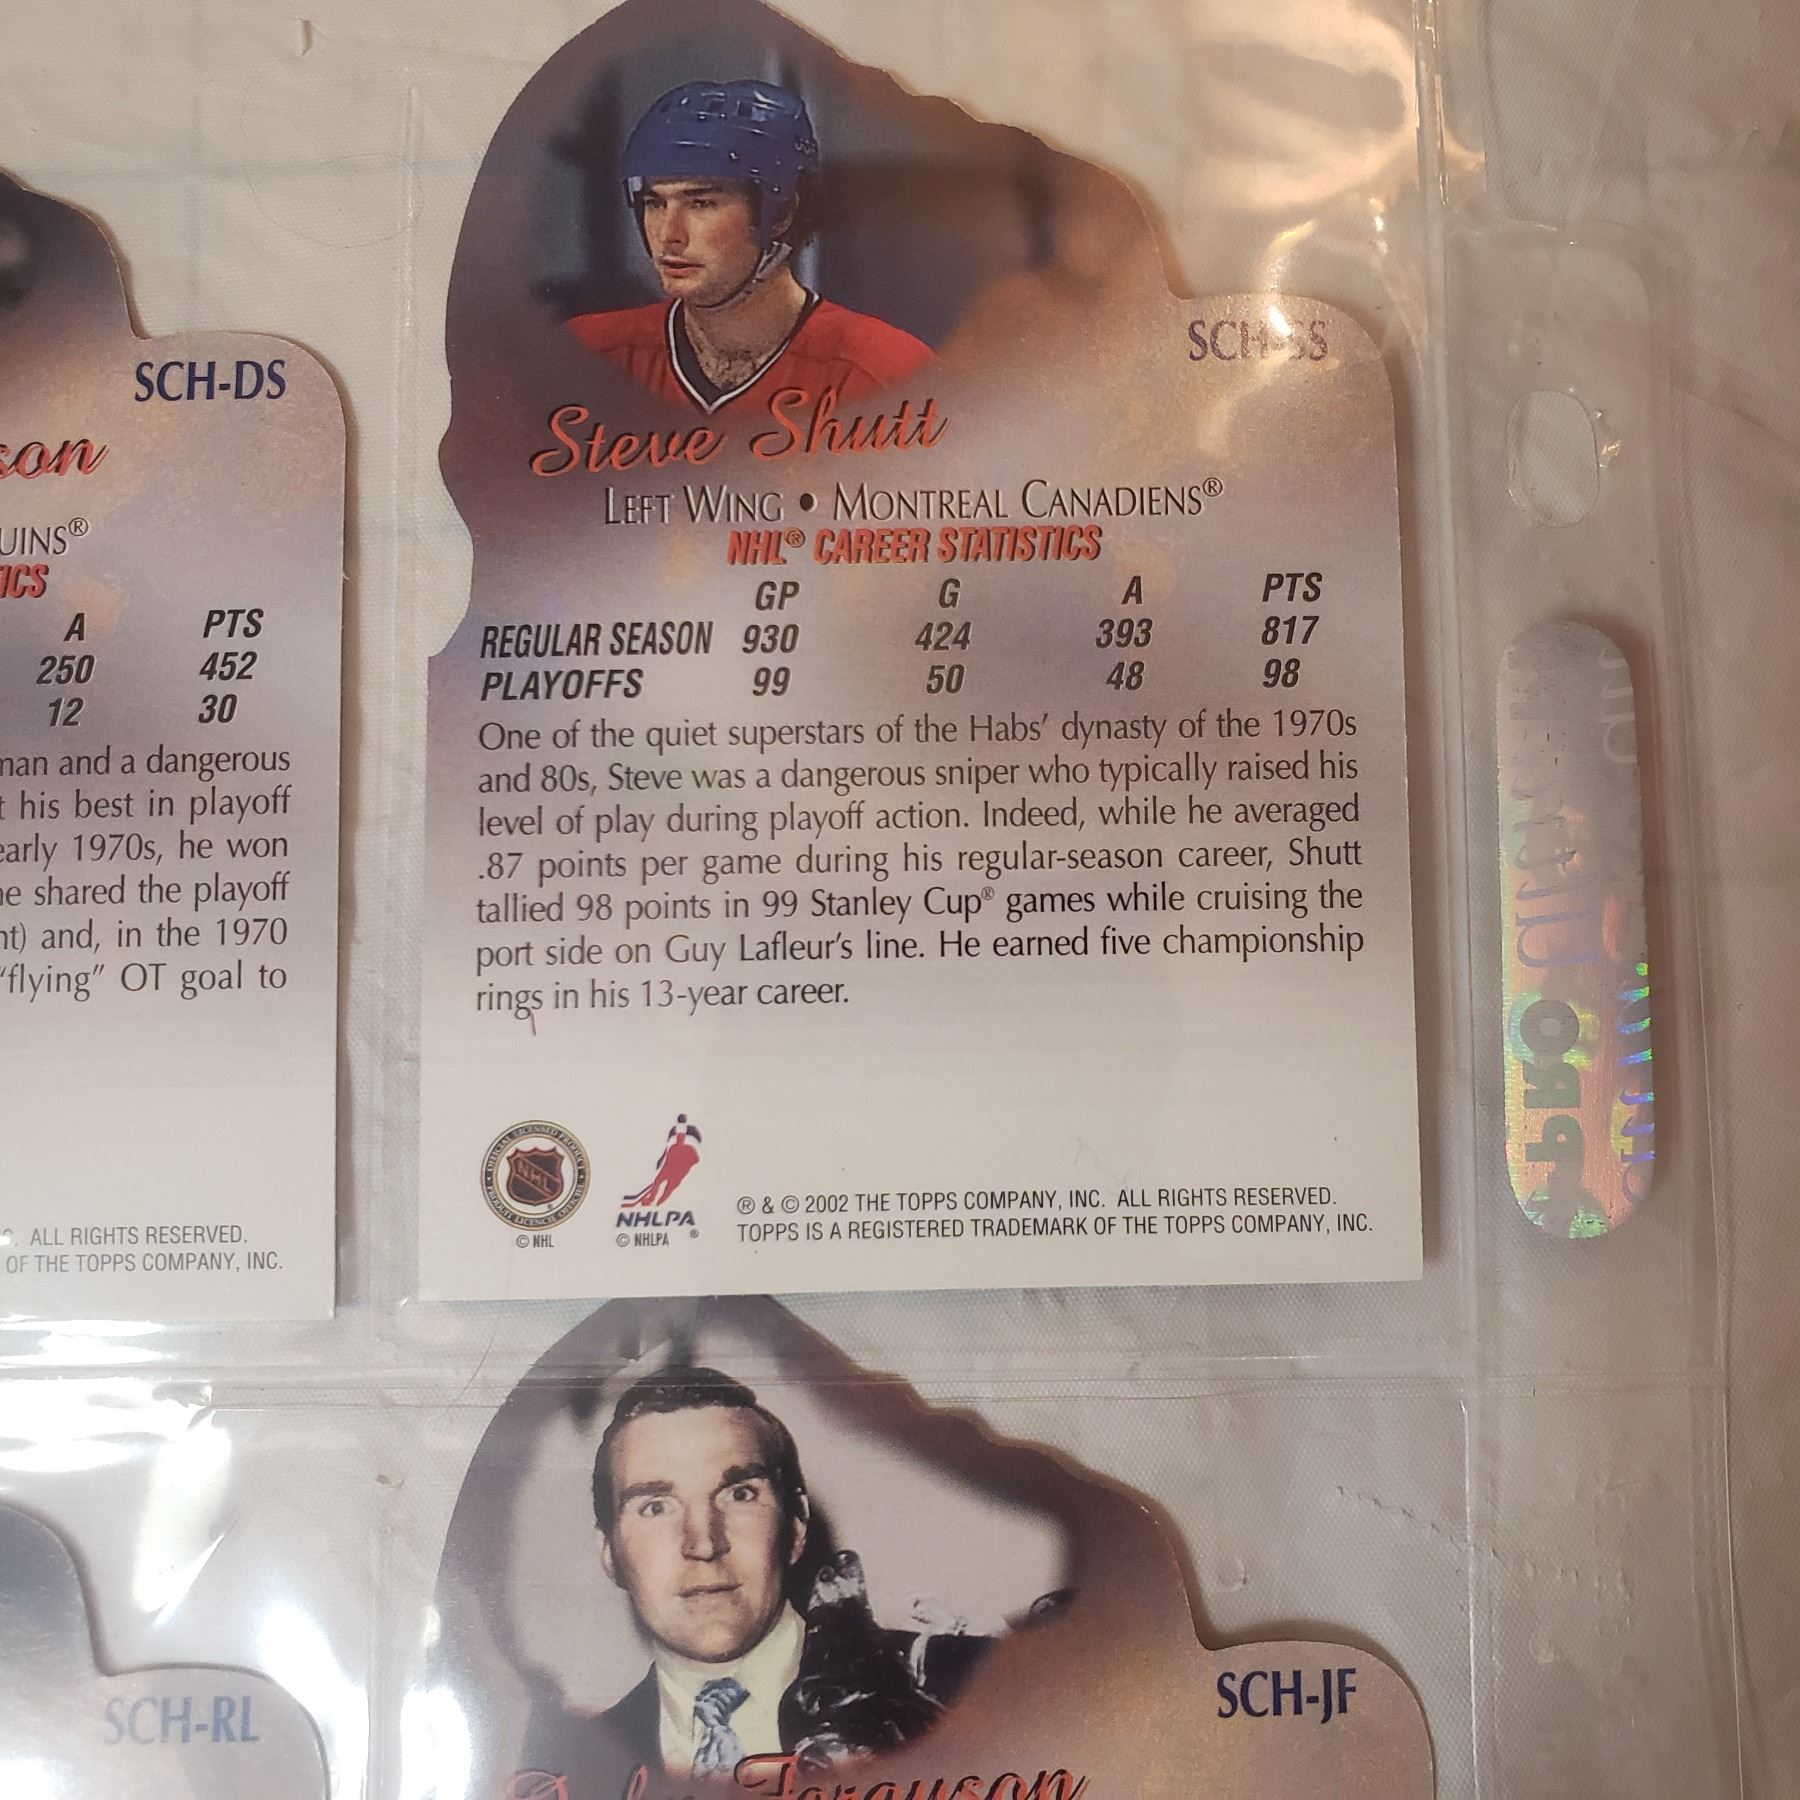 SCH-DS
son
UINS®
ICS
A PTS
250 452
12 30
man and a dangerous
t his best in playoff
early 1970s, he won
he shared the playoff
nt) and, in the 1970
"flying" OT goal to
ALL RIGHTS RESERVED.
OF THE TOPPS COMPANY, INC.
SCH-SS
Steve Shutt
LEFT WING • MONTREAL CANADIENS®
NHL® CAREER STATISTICS
GP G A PTS
REGULAR SEASON 930 424 393 817
PLAYOFFS 99 50 48 98
One of the quiet superstars of the Habs' dynasty of the 1970s
and 80s, Steve was a dangerous sniper who typically raised his
level of play during playoff action. Indeed, while he averaged
.87 points per game during his regular-season career, Shutt
tallied 98 points in 99 Stanley Cup® games while cruising the
port side on Guy Lafleur's line. He earned five championship
rings in his 13-year career.
NHL
© NHL
NHLPA ®
© NHLPA
® & © 2002 THE TOPPS COMPANY, INC. ALL RIGHTS RESERVED.
TOPPS IS A REGISTERED TRADEMARK OF THE TOPPS COMPANY, INC.
SCH-RL
SCH-JF
Ferguson